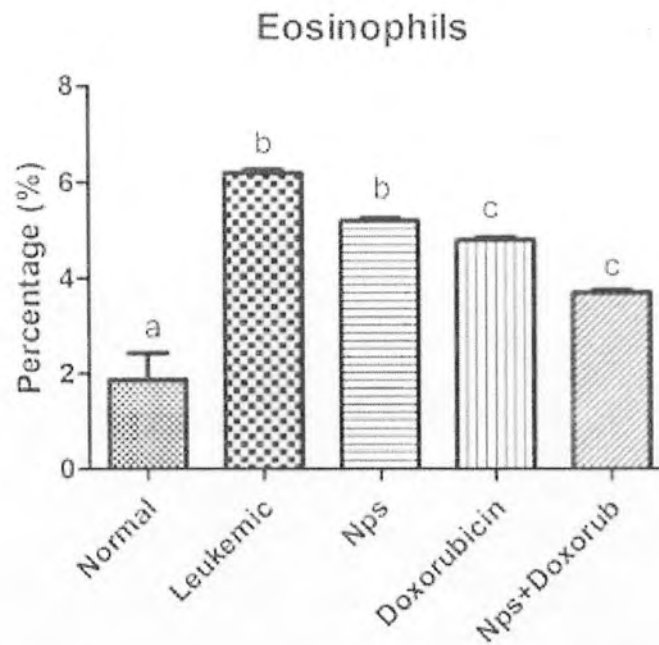 Eosinophils
Percentage (%)
8
6
4
2
0
a
b
b
c
c
Normal
Leukemic
Nps
Doxorubicin
Nps+Doxorub